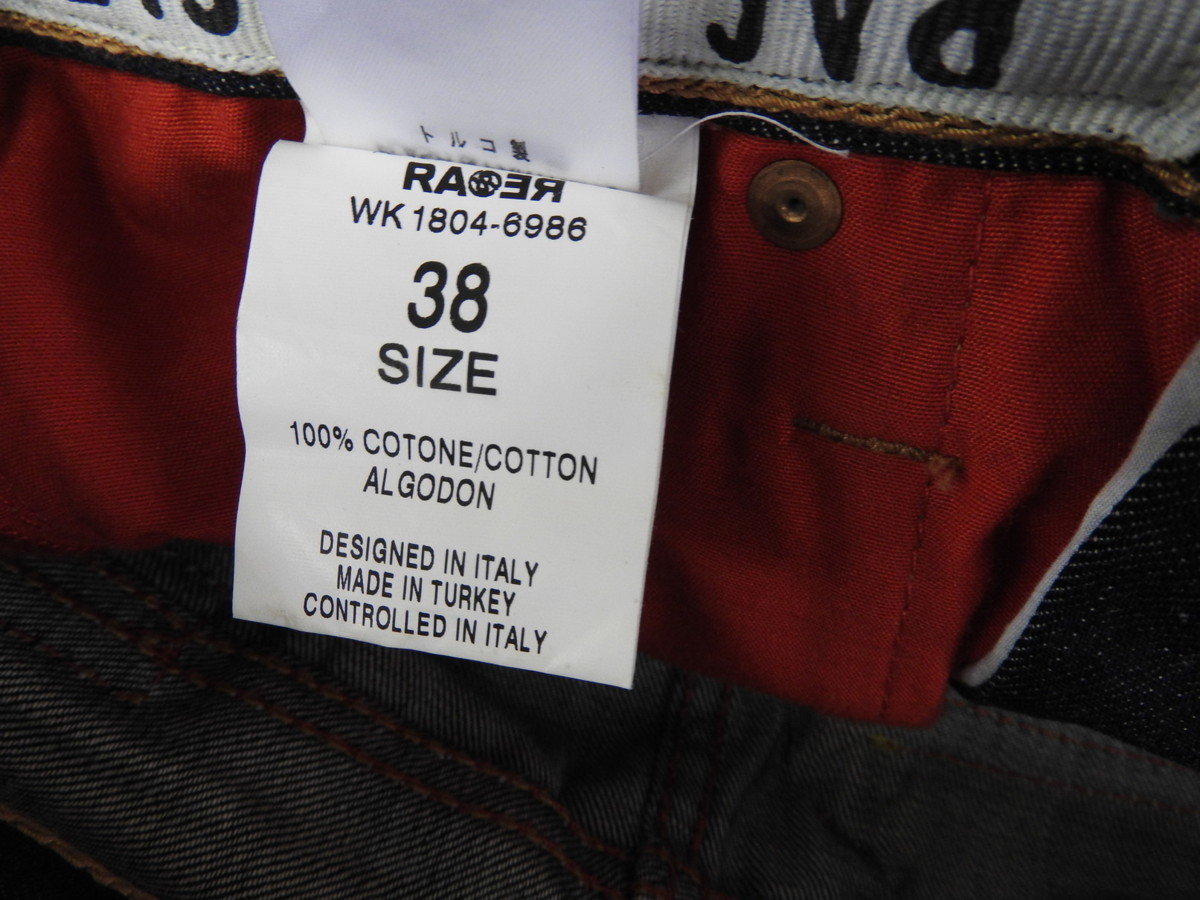 トルコ製
RACER
WK 1804-6986
38
SIZE
100% COTONE/COTTON
ALGODON
DESIGNED IN ITALY
MADE IN TURKEY
CONTROLLED IN ITALY